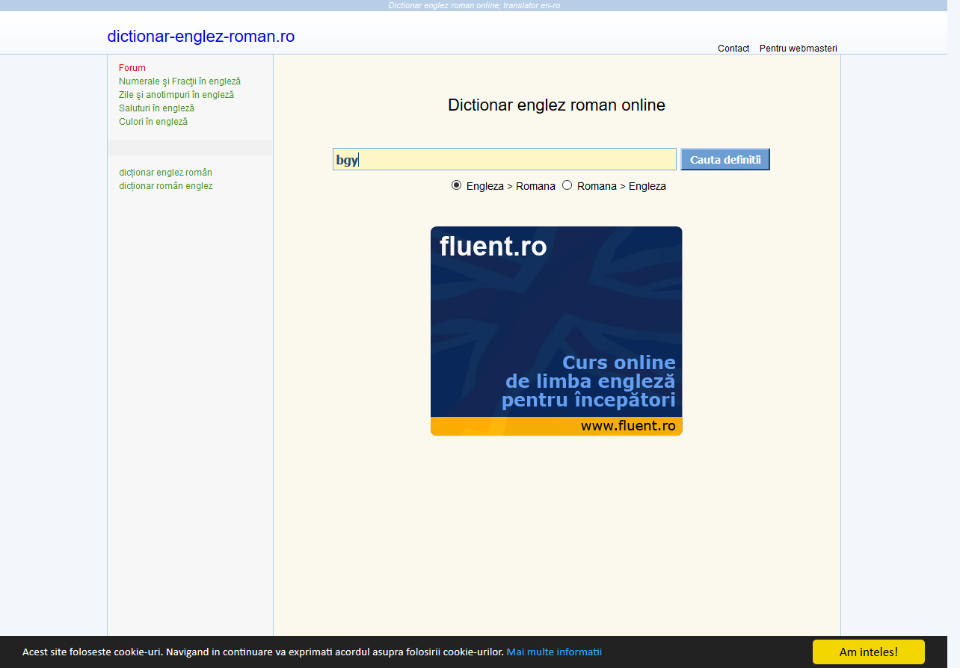 Dictionar englez roman online, translator en-ro
dictionar-englez-roman.ro
Contact Pentru webmasteri
Forum
Numerale şi Fracţii în engleză
Zile şi anotimpuri în engleză
Saluturi în engleză
Culori în engleză
dicţionar englez român
dicţionar român englez
Dictionar englez roman online
bgy
Cauta definitii
Engleza > Romana Romana > Engleza
fluent.ro
Curs online
de limba engleză
pentru începători
www.fluent.ro
Acest site foloseste cookie-uri. Navigand in continuare va exprimati acordul asupra folosirii cookie-urilor. Mai multe informatii
Am inteles!